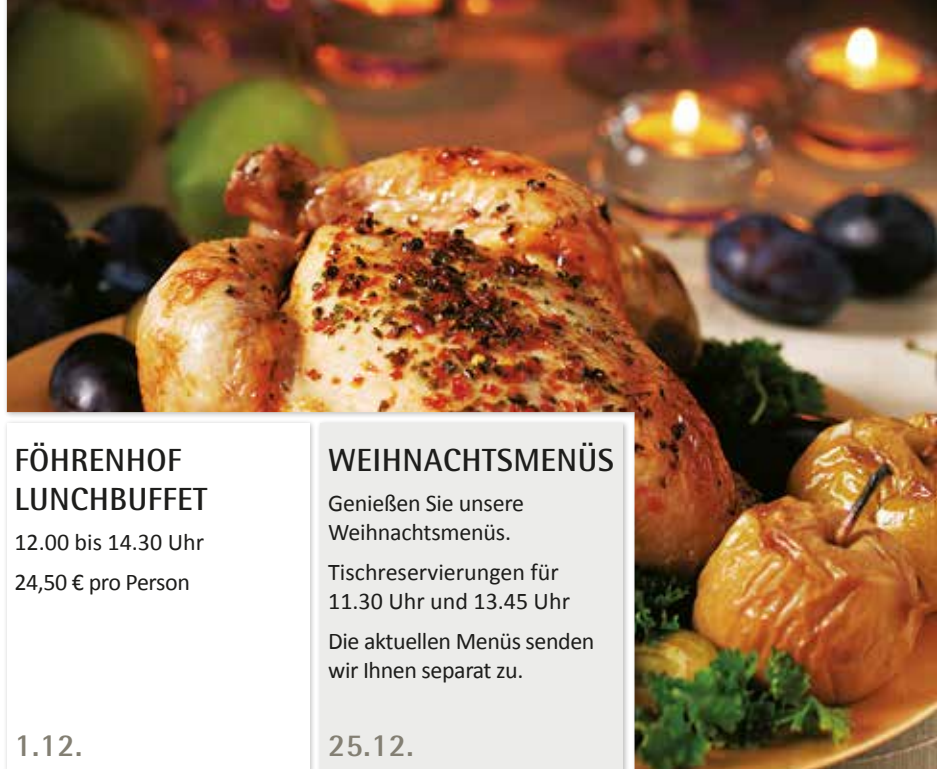 FÖHRENHOF
LUNCHBUFFET
12.00 bis 14.30 Uhr
24,50 € pro Person
1.12.
WEIHNACHTSMENÜS
Genießen Sie unsere
Weihnachtsmenüs.
Tischreservierungen für
11.30 Uhr und 13.45 Uhr
Die aktuellen Menüs senden
wir Ihnen separat zu.
25.12.